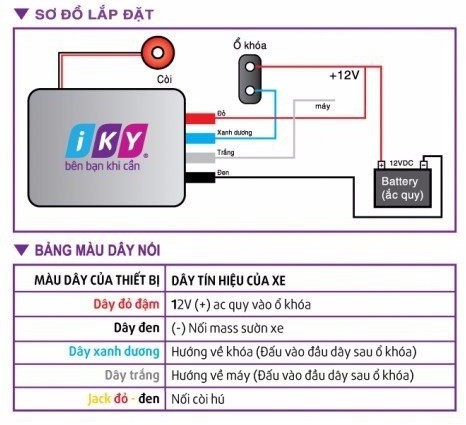 ▼ SƠ ĐỒ LẮP ĐẶT
Ổ khóa
Còi
+12V
Đỏ
máy
Xanh dương
iKY®
bên bạn khi cần
Trắng
12VDC
+ -
Đen
Battery
(ắc quy)
▼ BẢNG MÀU DÂY NỐI
MÀU DÂY CỦA THIẾT BỊ DÂY TÍN HIỆU CỦA XE
Dây đỏ đậm 12V (+) ac quy vào ổ khóa
Dây đen (-) Nối mass sườn xe
Dây xanh dương Hướng về khóa (Đấu vào đầu dây sau ổ khóa)
Dây trắng Hướng về máy (Đấu vào đầu dây sau ổ khóa)
Jack đỏ - đen Nối còi hú